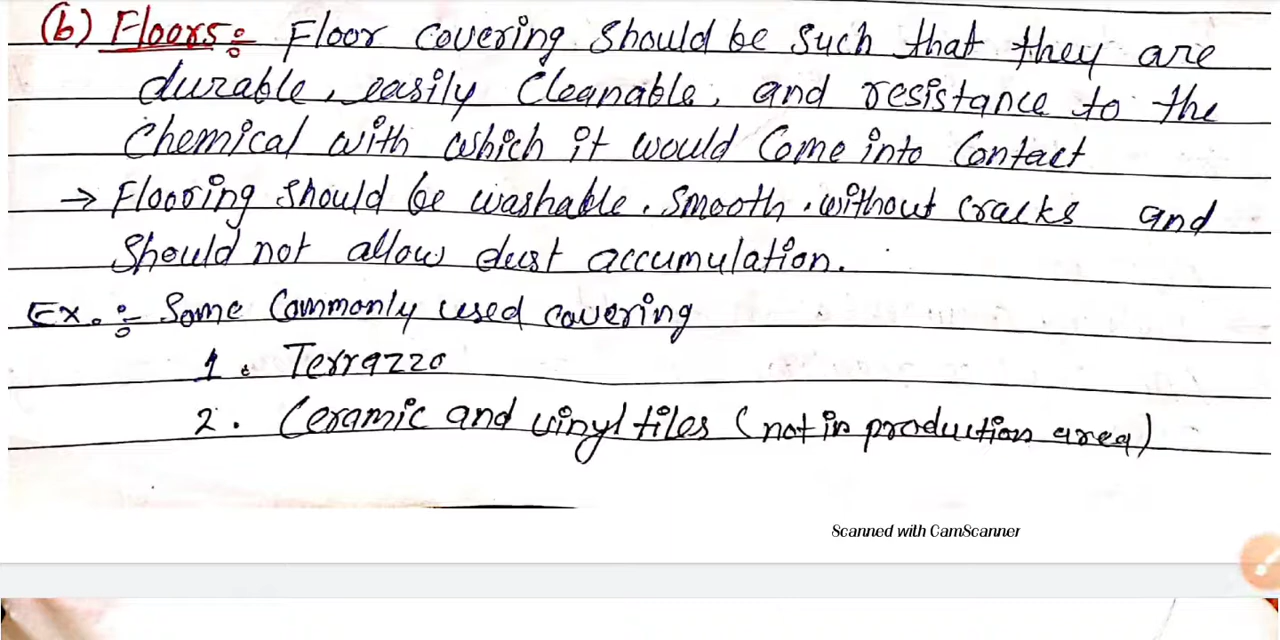 (b) Floors:- Floor covering should be such that they are
durable, easily cleanable, and resistance to the
chemical with which it would come into contact
→ Flooring should be washable, smooth, without cracks and
should not allow dust accumulation.
Ex. :- Some commonly used covering
1. Terrazzo
2. Ceramic and vinyl tiles (not in production area)
Scanned with CamScanner